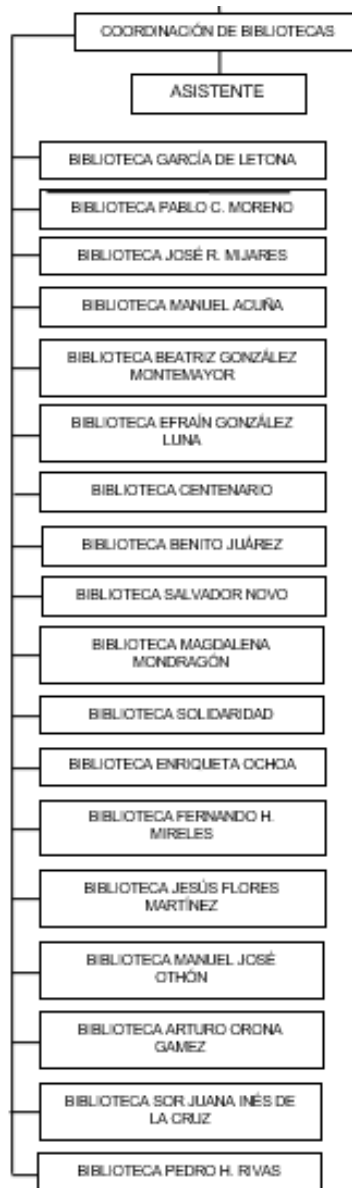 COORDINACIÓN DE BIBLIOTECAS
ASISTENTE
BIBLIOTECA GARCÍA DE LETONA
BIBLIOTECA PABLO C. MORENO
BIBLIOTECA JOSÉ R. MIJARES
BIBLIOTECA MANUEL ACUÑA
BIBLIOTECA BEATRIZ GONZÁLEZ
MONTEMAYOR
BIBLIOTECA EFRAÍN GONZÁLEZ
LUNA
BIBLIOTECA CENTENARIO
BIBLIOTECA BENITO JUÁREZ
BIBLIOTECA SALVADOR NOVO
BIBLIOTECA MAGDALENA
MONDRAGÓN
BIBLIOTECA SOLIDARIDAD
BIBLIOTECA ENRIQUETA OCHOA
BIBLIOTECA FERNANDO H.
MIRELES
BIBLIOTECA JESÚS FLORES
MARTÍNEZ
BIBLIOTECA MANUEL JOSÉ
OTHÓN
BIBLIOTECA ARTURO ORONA
GAMEZ
BIBLIOTECA SOR JUANA INÉS DE
LA CRUZ
BIBLIOTECA PEDRO H. RIVAS